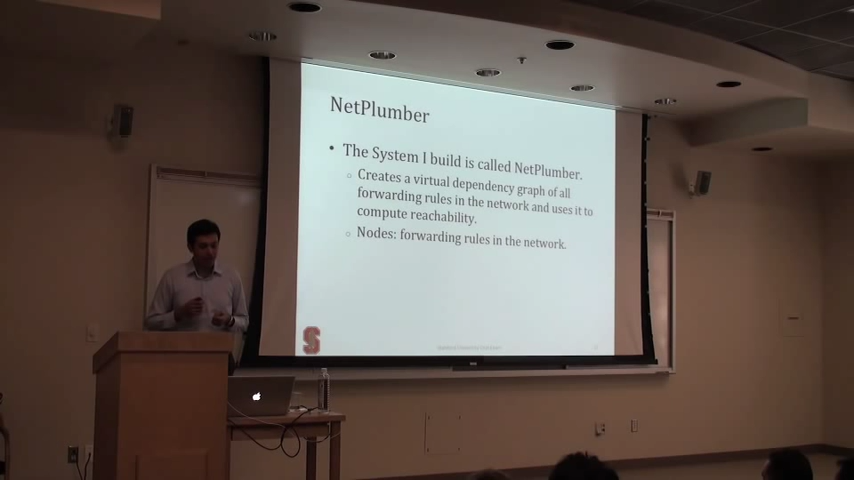 NetPlumber
• The System I build is called NetPlumber.
◦ Creates a virtual dependency graph of all
forwarding rules in the network and uses it to
compute reachability.
◦ Nodes: forwarding rules in the network.
S